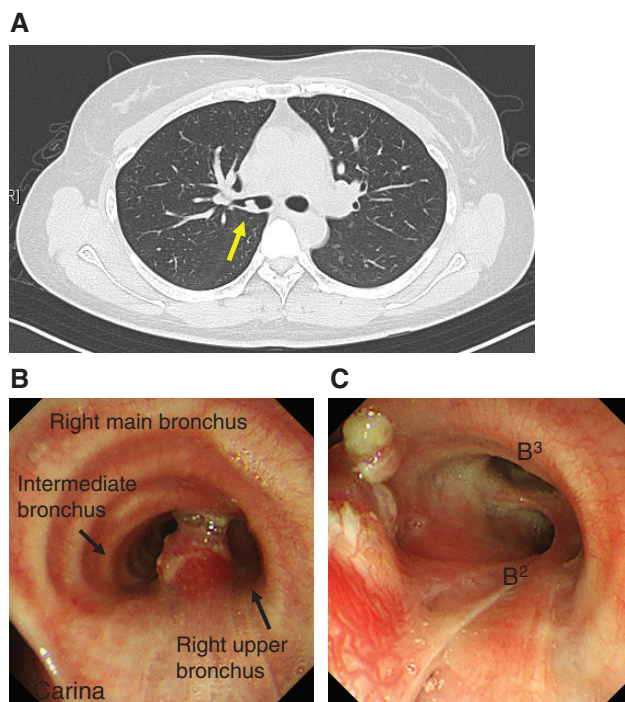 A
R]
B
C
Right main bronchus
Intermediate
bronchus
Right upper
bronchus
Carina
B3
B2